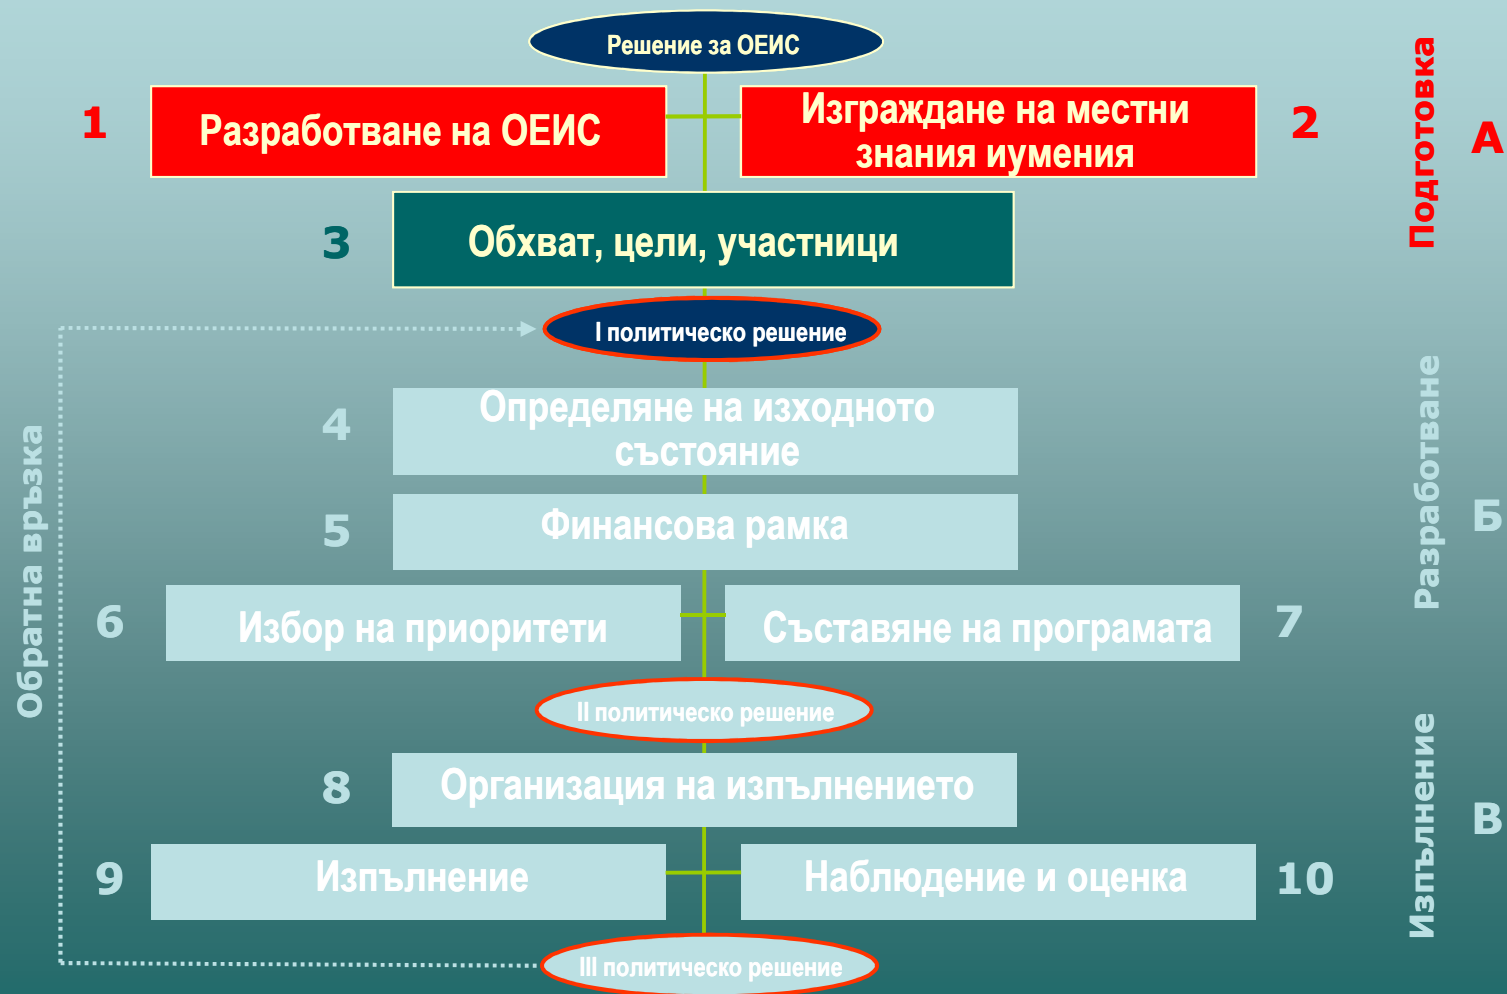 Решение за ОЕИС
1
Разработване на ОЕИС
Изграждане на местни
знания иумения
2
Подготовка
А
3
Обхват, цели, участници
I политическо решение
4
Определяне на изходното
състояние
5
Финансова рамка
Разработване
Б
Обратна връзка
6
Избор на приоритети
Съставяне на програмата
7
II политическо решение
8
Организация на изпълнението
Изпълнение
В
9
Изпълнение
Наблюдение и оценка
10
III политическо решение